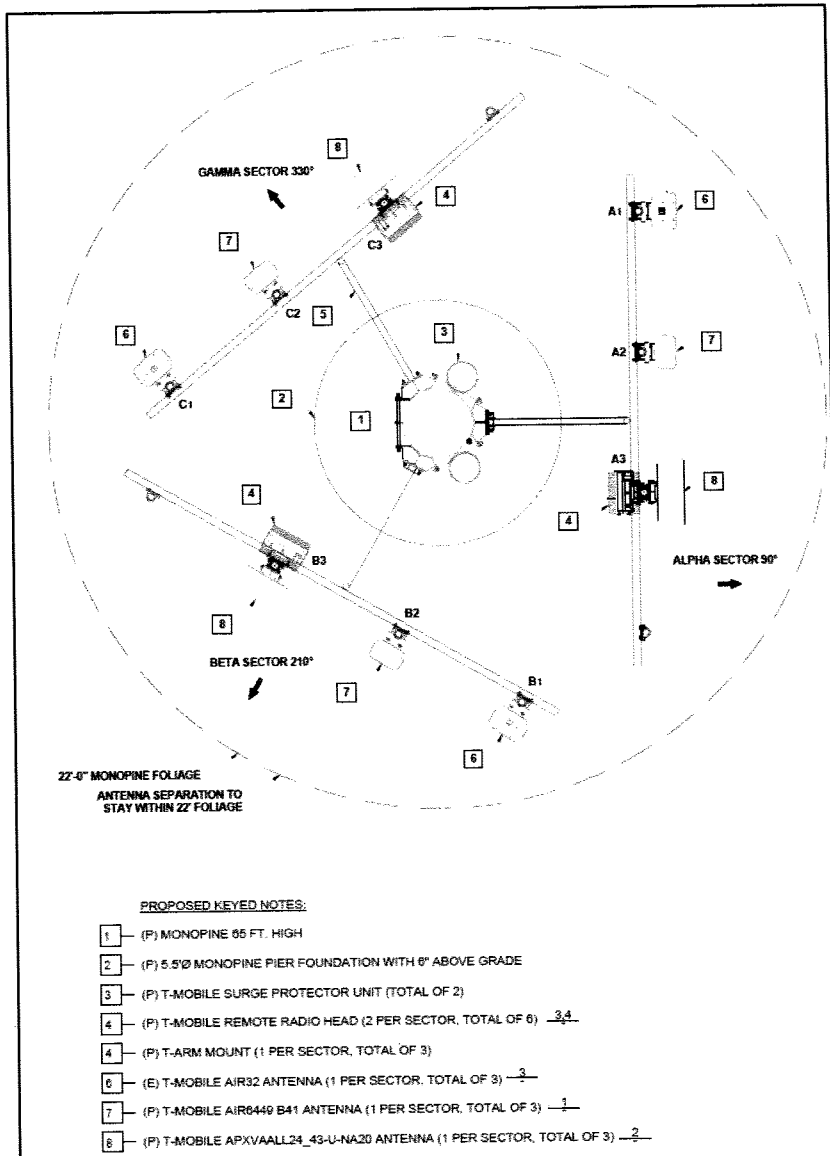 8
GAMMA SECTOR 330°
4
C3
7
C2
5
6
C1
3
2
1
A1
6
A2
7
A3
8
4
ALPHA SECTOR 90°
4
B3
8
B2
BETA SECTOR 210°
7
B1
6
22'-0" MONOPINE FOLIAGE
ANTENNA SEPARATION TO
STAY WITHIN 22' FOLIAGE
PROPOSED KEYED NOTES:
1 (P) MONOPINE 65 FT. HIGH
2 (P) 5.5'Ø MONOPINE PIER FOUNDATION WITH 6" ABOVE GRADE
3 (P) T-MOBILE SURGE PROTECTOR UNIT (TOTAL OF 2)
4 (P) T-MOBILE REMOTE RADIO HEAD (2 PER SECTOR, TOTAL OF 6) 3,4
4 (P) T-ARM MOUNT (1 PER SECTOR, TOTAL OF 3)
6 (E) T-MOBILE AIR32 ANTENNA (1 PER SECTOR. TOTAL OF 3) 3
7 (P) T-MOBILE AIR6449 B41 ANTENNA (1 PER SECTOR, TOTAL OF 3) 1
8 (P) T-MOBILE APXVAALL24_43-U-NA20 ANTENNA (1 PER SECTOR, TOTAL OF 3) 2